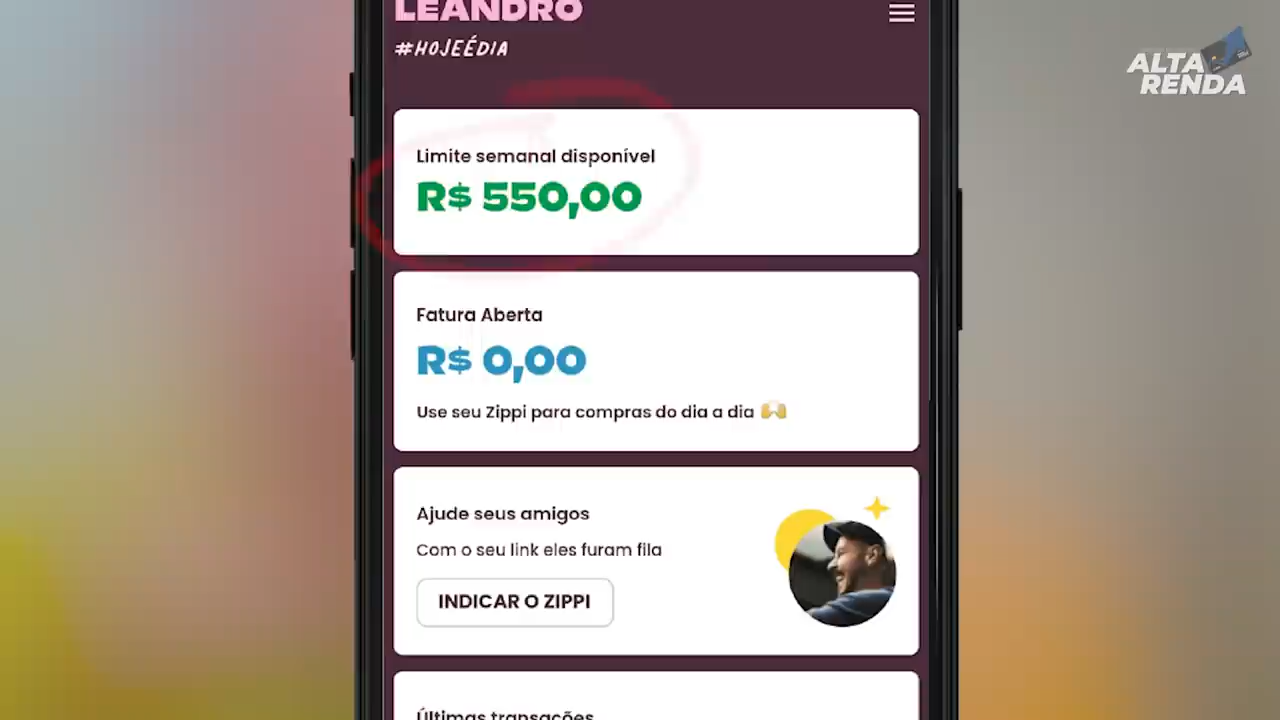 LEANDRO
#HOJEÉDIA
ALTA
RENDA
Limite semanal disponível
R$ 550,00
Fatura Aberta
R$ 0,00
Use seu Zippi para compras do dia a dia
Ajude seus amigos
Com o seu link eles furam fila
INDICAR O ZIPPI
Últimas transações